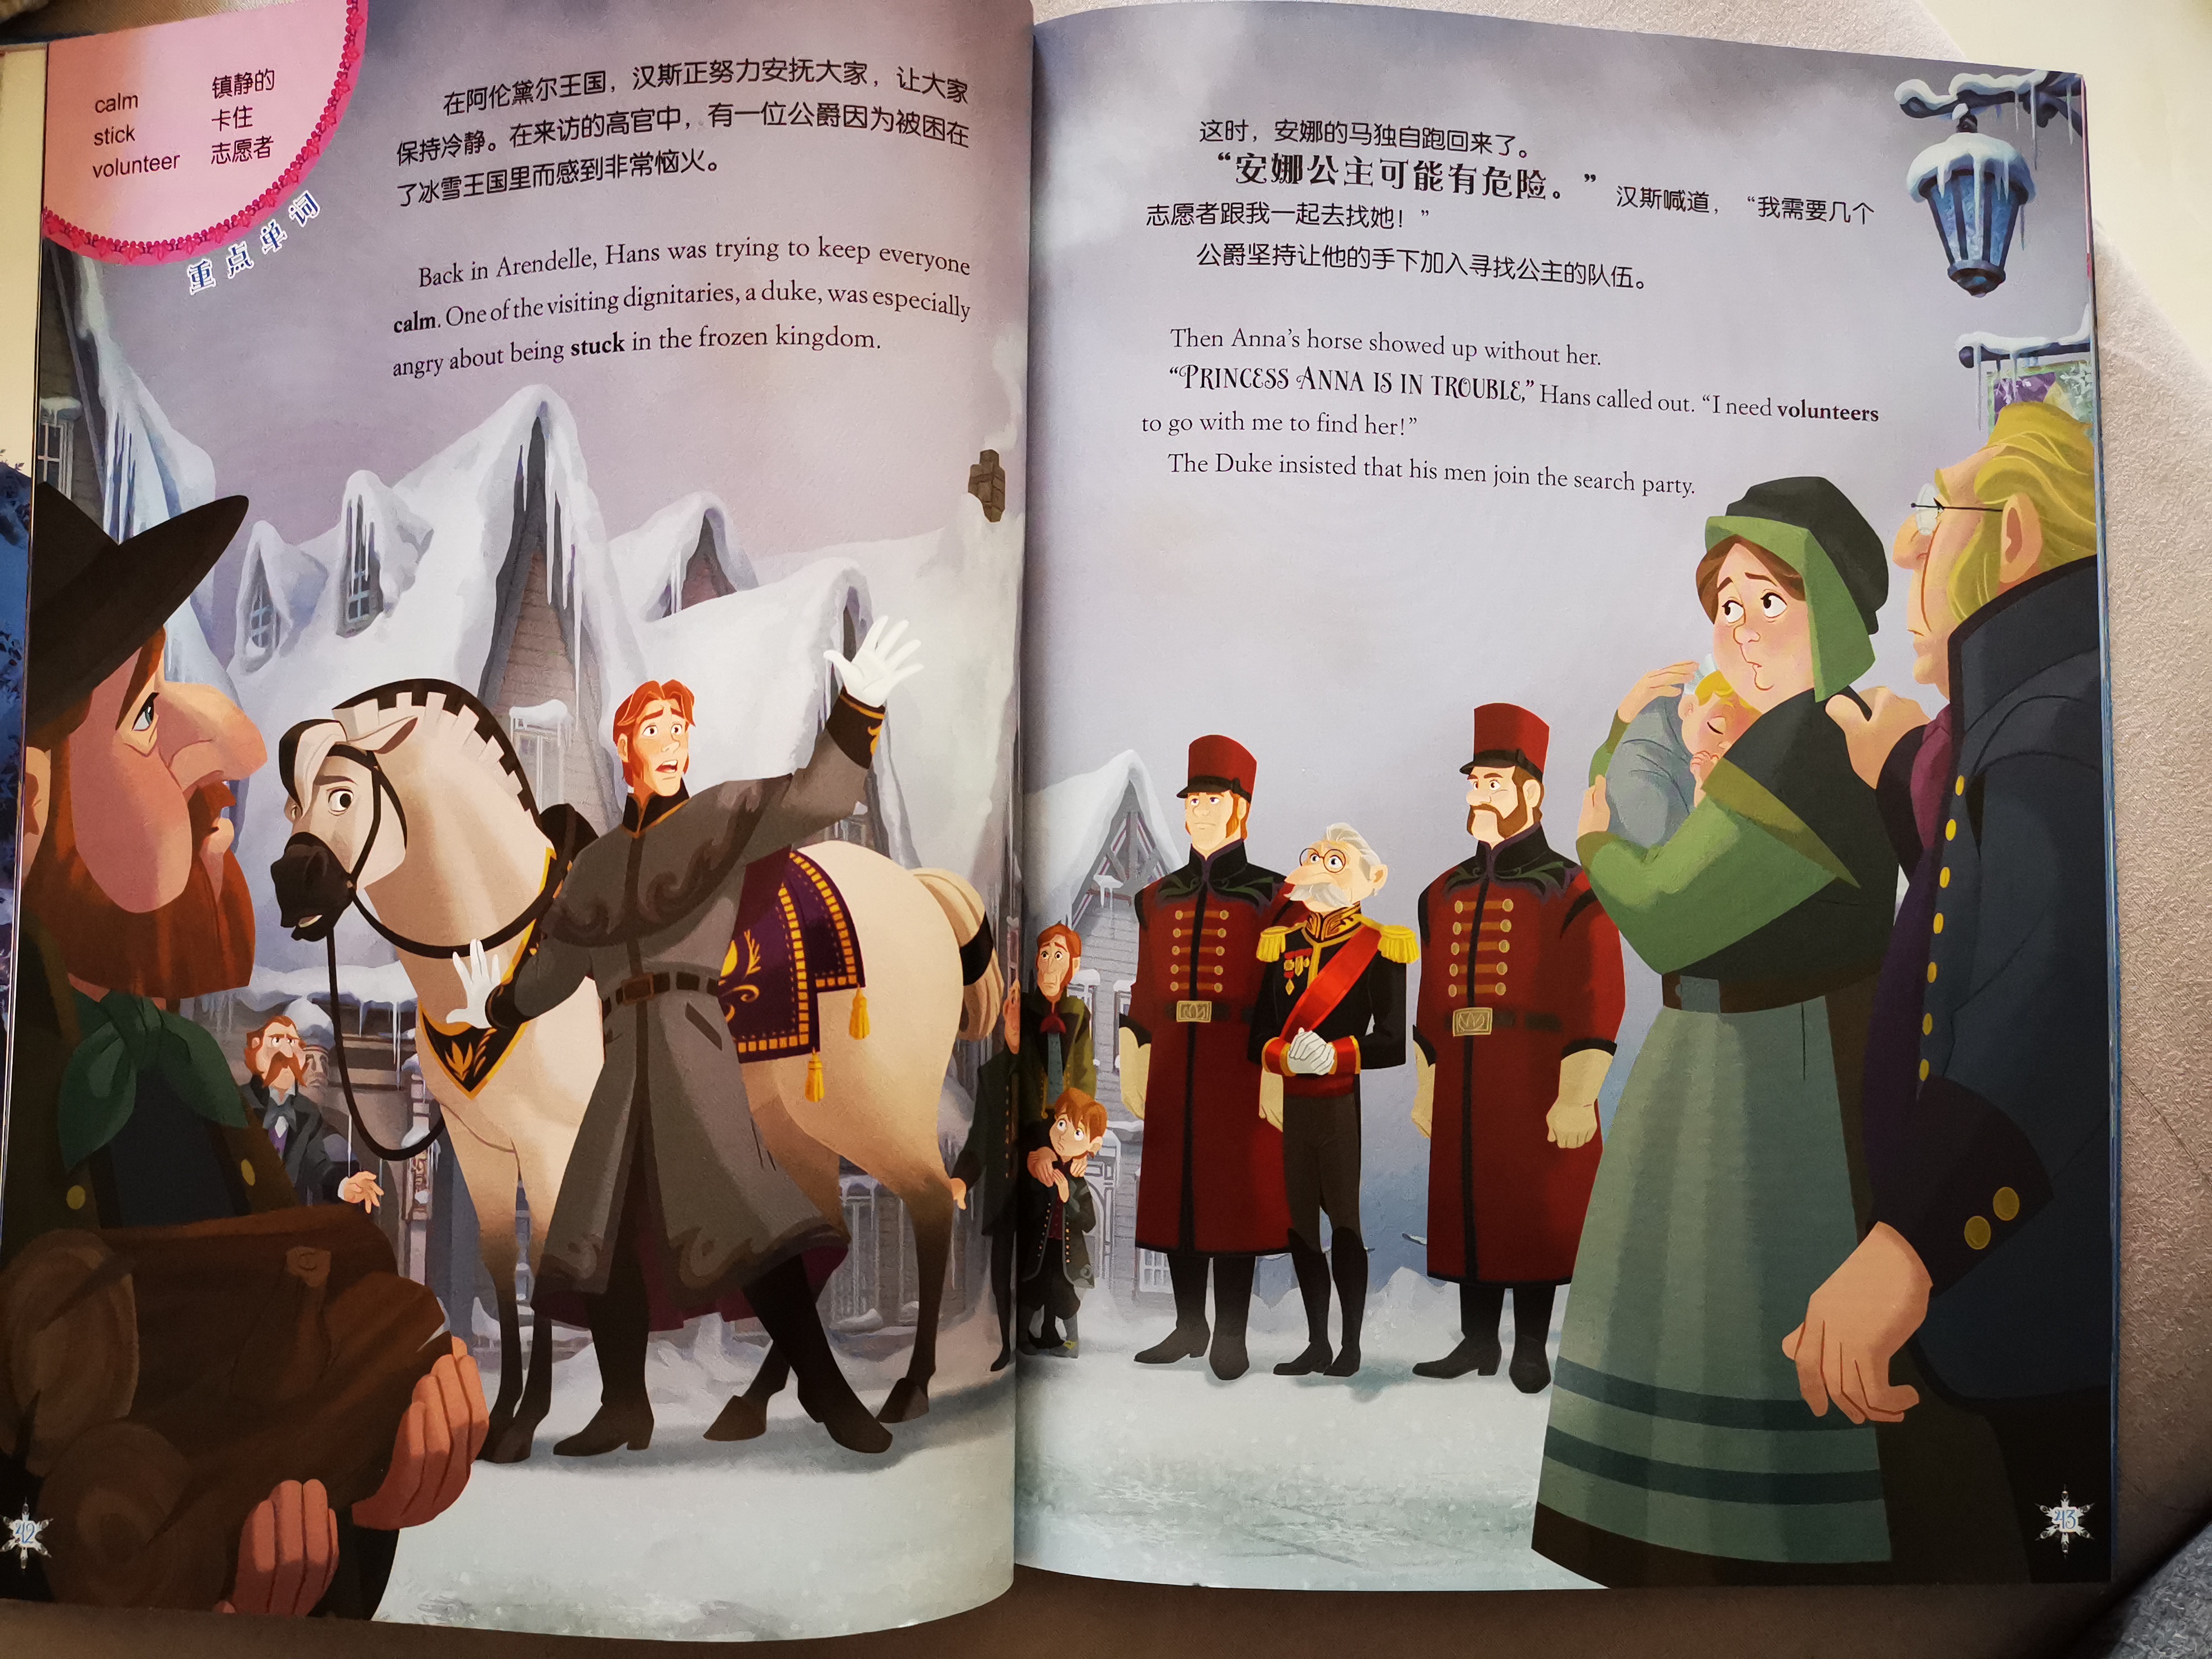 calm 镇静的
stick 卡住
volunteer 志愿者
重点单词
在阿伦黛尔王国，汉斯正努力安抚大家，让大家
保持冷静。在来访的高官中，有一位公爵因为被困在
了冰雪王国里而感到非常恼火。
Back in Arendelle, Hans was trying to keep everyone
calm. One of the visiting dignitaries, a duke, was especially
angry about being stuck in the frozen kingdom.
42
这时，安娜的马独自跑回来了。
“安娜公主可能有危险。”汉斯喊道，“我需要几个
志愿者跟我一起去找她！”
公爵坚持让他的手下加入寻找公主的队伍。
Then Anna’s horse showed up without her.
“PRINCESS ANNA IS IN TROUBLE,” Hans called out. “I need volunteers
to go with me to find her!”
The Duke insisted that his men join the search party.
43